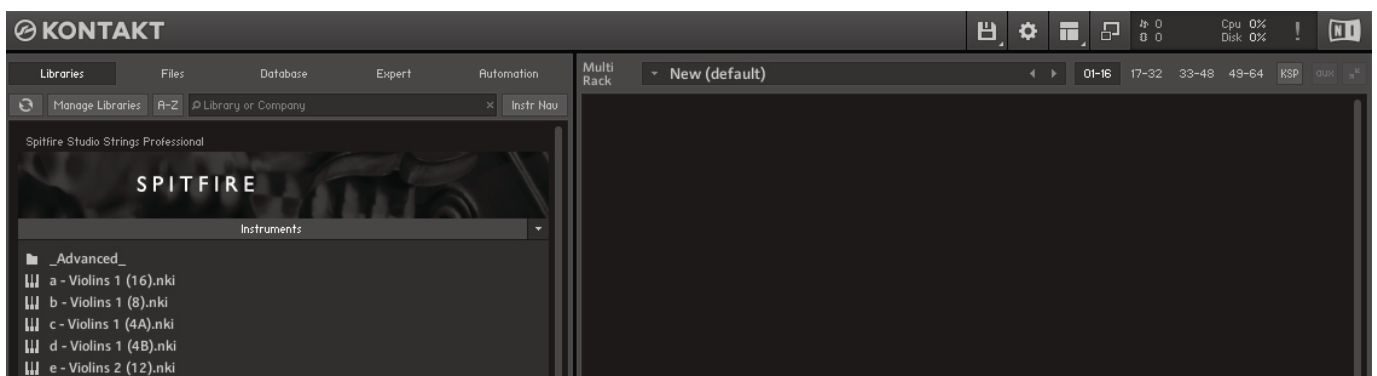 KONTAKT
0
0
Cpu 0%
Disk 0%
!
NI
Libraries Files Database Expert Automation
Multi Rack
New (default)
01-16 17-32 33-48 49-64 KSP aux
Manage Libraries A-Z Library or Company × Instr Nav
Spitfire Studio Strings Professional
SPITFIRE
Instruments
_Advanced_
a - Violins 1 (16).nki
b - Violins 1 (8).nki
c - Violins 1 (4A).nki
d - Violins 1 (4B).nki
e - Violins 2 (12).nki